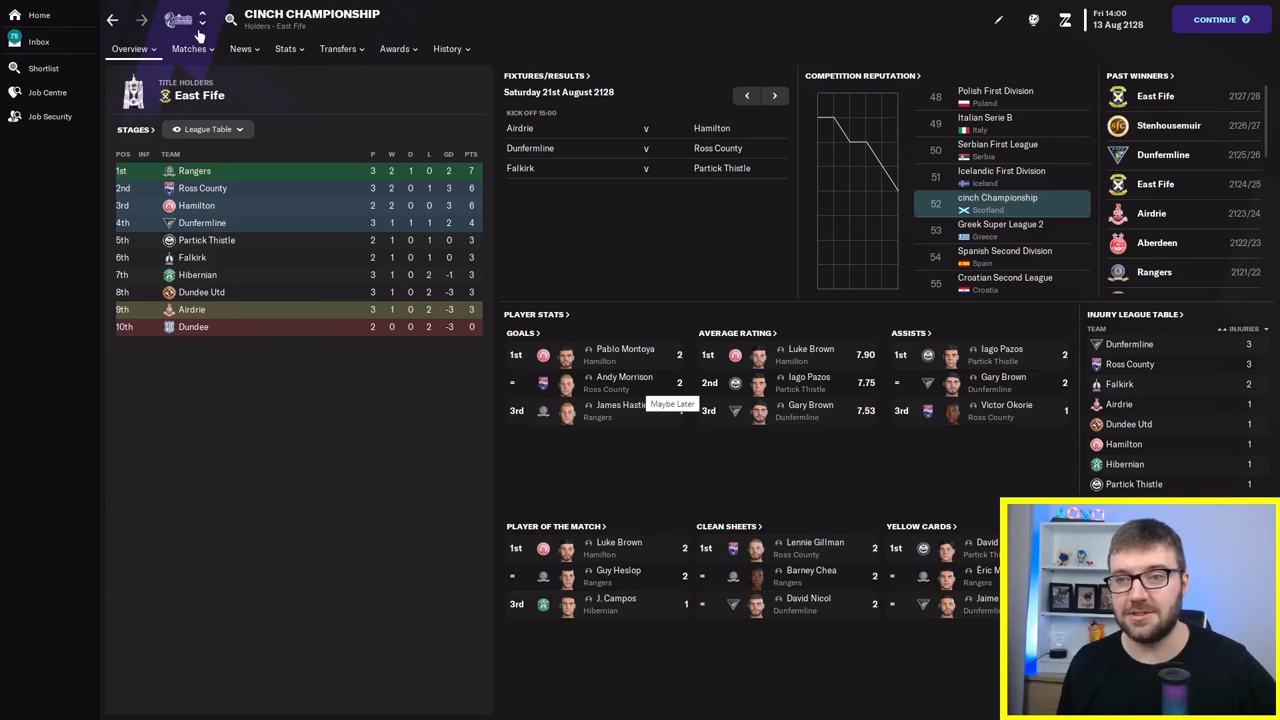 Home
75
Inbox
Shortlist
Job Centre
Job Security
CINCH CHAMPIONSHIP
Holders - East Fife
Fri 14:00
13 Aug 2128
CONTINUE
Overview
Matches
News
Stats
Transfers
Awards
History
TITLE HOLDERS
East Fife
STAGES
League Table
POS INF TEAM P W D L GD PTS
1st Rangers 3 2 1 0 2 7
2nd Ross County 3 2 0 1 3 6
3rd Hamilton 2 2 0 0 3 6
4th Dunfermline 3 1 1 1 2 4
5th Partick Thistle 2 1 0 1 0 3
6th Falkirk 2 1 0 1 0 3
7th Hibernian 3 1 0 2 -1 3
8th Dundee Utd 3 1 0 2 -3 3
9th Airdrie 3 1 0 2 -3 3
10th Dundee 2 0 0 2 -3 0
FIXTURES/RESULTS
Saturday 21st August 2128
KICK OFF 15:00
Airdrie v Hamilton
Dunfermline v Ross County
Falkirk v Partick Thistle
COMPETITION REPUTATION
48 Polish First Division
Poland
49 Italian Serie B
Italy
50 Serbian First League
Serbia
51 Icelandic First Division
Iceland
52 cinch Championship
Scotland
53 Greek Super League 2
Greece
54 Spanish Second Division
Spain
55 Croatian Second League
Croatia
PAST WINNERS
East Fife 2127/28
Stenhousemuir 2126/27
Dunfermline 2125/26
East Fife 2124/25
Airdrie 2123/24
Aberdeen 2122/23
Rangers 2121/22
PLAYER STATS
GOALS
1st Pablo Montoya 2
Hamilton
= Andy Morrison 2
Ross County
3rd James Hasti
Rangers
Maybe Later
AVERAGE RATING
1st Luke Brown 7.90
Hamilton
2nd Iago Pazos 7.75
Partick Thistle
3rd Gary Brown 7.53
Dunfermline
ASSISTS
1st Iago Pazos 2
Partick Thistle
= Gary Brown 2
Dunfermline
3rd Victor Okorie 1
Ross County
INJURY LEAGUE TABLE
TEAM INJURIES
Dunfermline 3
Ross County 3
Falkirk 2
Airdrie 1
Dundee Utd 1
Hamilton 1
Hibernian 1
Partick Thistle 1
PLAYER OF THE MATCH
1st Luke Brown 2
Hamilton
= Guy Heslop 2
Rangers
3rd J. Campos 1
Hibernian
CLEAN SHEETS
1st Lennie Gillman 2
Ross County
= Barney Chea 2
Rangers
= David Nicol 2
Dunfermline
YELLOW CARDS
1st David
Partick Th
= Éric M
Rangers
= Jaime
Dunfermline